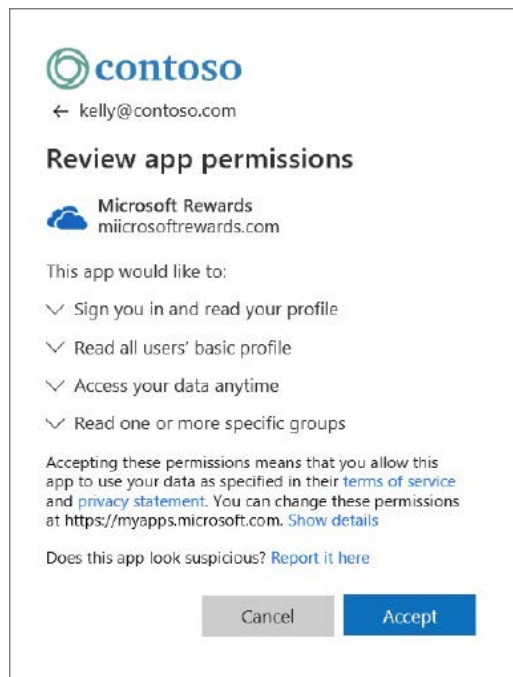 contoso
← kelly@contoso.com
Review app permissions
Microsoft Rewards
miicrosoftrewards.com
This app would like to:
Sign you in and read your profile
Read all users' basic profile
Access your data anytime
Read one or more specific groups
Accepting these permissions means that you allow this
app to use your data as specified in their terms of service
and privacy statement. You can change these permissions
at https://myapps.microsoft.com. Show details
Does this app look suspicious? Report it here
Cancel Accept